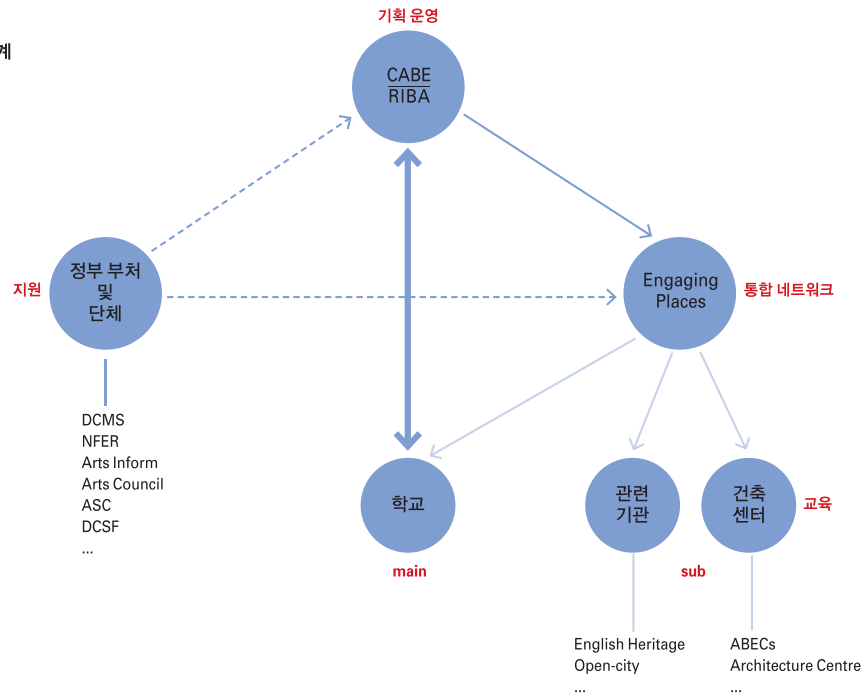 기획 운영
계
CABE
RIBA
정부 부처
및
단체
지원
Engaging
Places
통합 네트워크
DCMS
NFER
Arts Inform
Arts Council
ASC
DCSF
...
학교
main
관련
기관
건축
센터
교육
sub
English Heritage
Open-city
...
ABECs
Architecture Centre
...